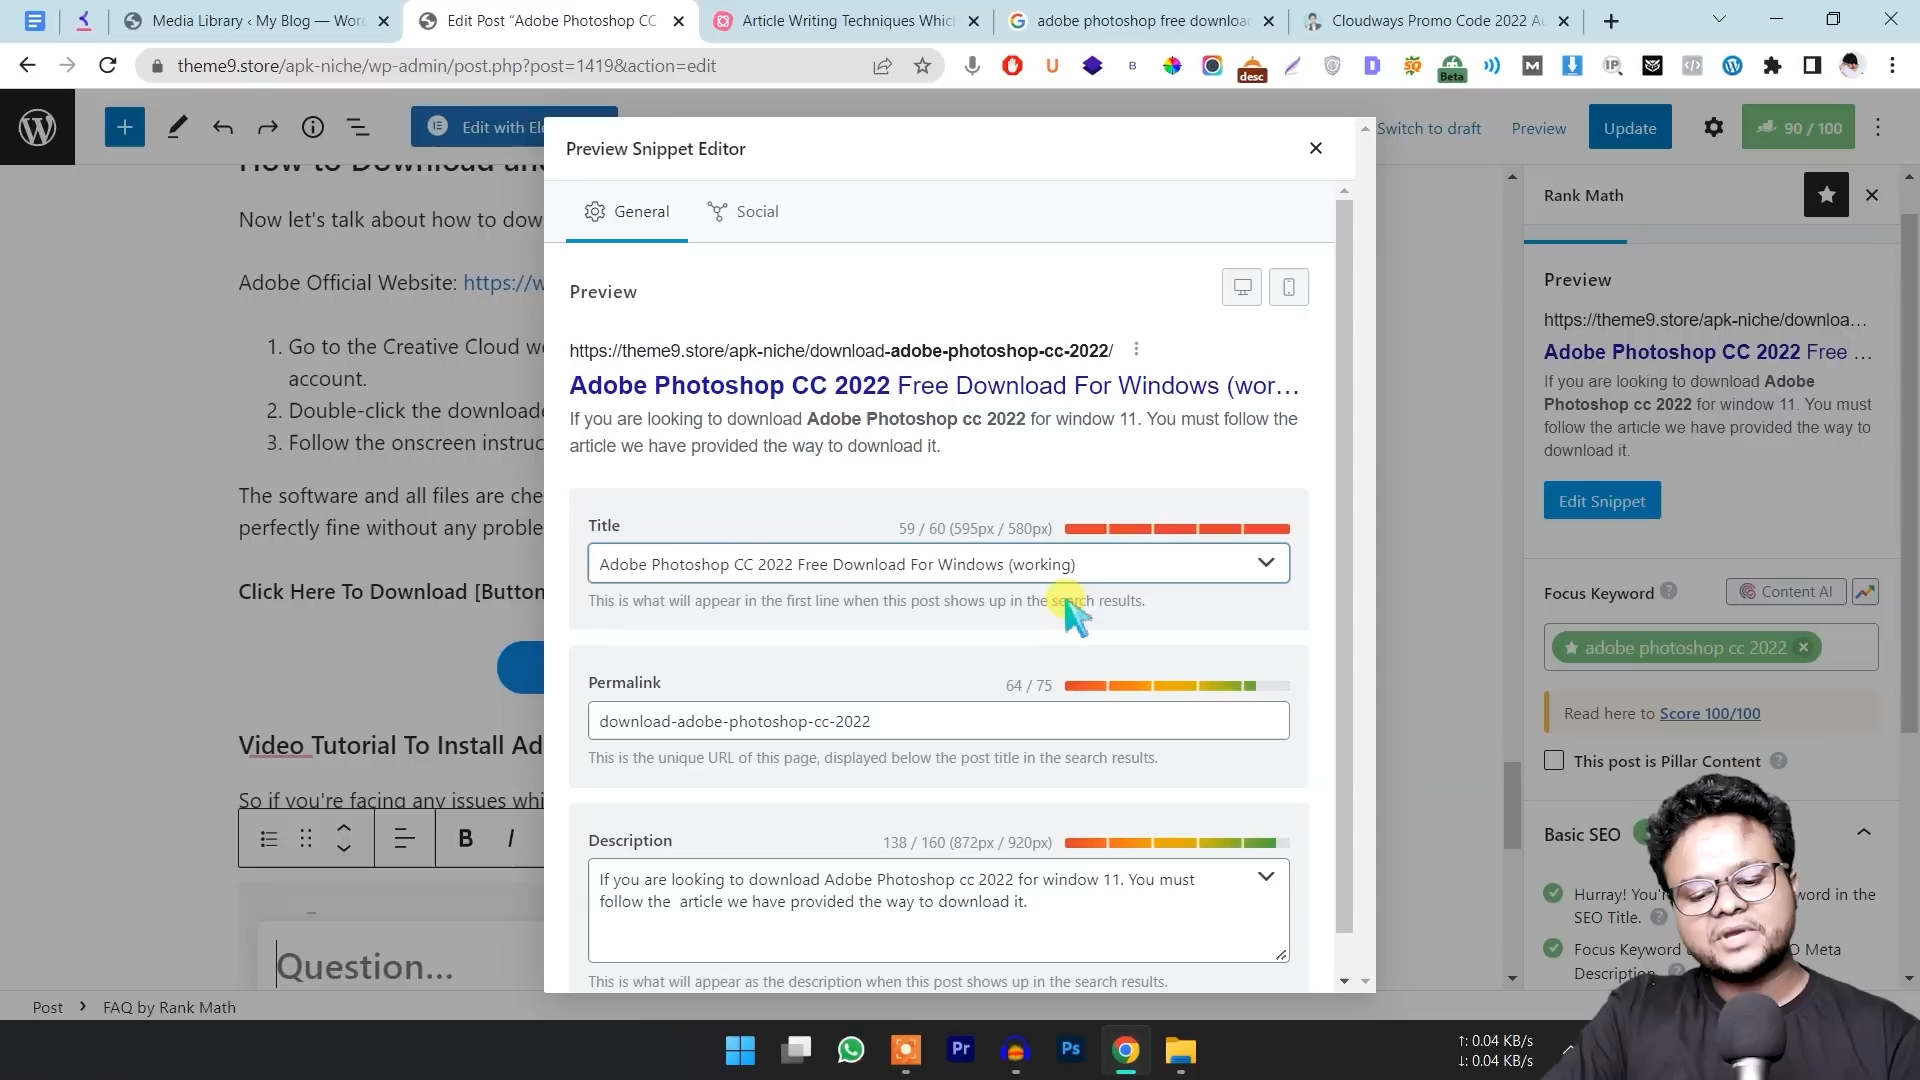 Media Library ‹ My Blog — Wor
Edit Post “Adobe Photoshop CC
Article Writing Techniques Whic
adobe photoshop free downloa
Cloudways Promo Code 2022 Au
theme9.store/apk-niche/wp-admin/post.php?post=1419&action=edit
desc
Beta
Edit with Ele
Switch to draft
Preview
Update
90 / 100
How to Download an
Now let's talk about how to dow
Adobe Official Website: https://w
1. Go to the Creative Cloud we
account.
2. Double-click the downloade
3. Follow the onscreen instruc
The software and all files are che
perfectly fine without any proble
Click Here To Download [Button
Video Tutorial To Install Ad
So if you're facing any issues whi
B I
Question...
Post
FAQ by Rank Math
Preview Snippet Editor
General
Social
Preview
https://theme9.store/apk-niche/download-adobe-photoshop-cc-2022/
Adobe Photoshop CC 2022 Free Download For Windows (wor...
If you are looking to download Adobe Photoshop cc 2022 for window 11. You must follow the
article we have provided the way to download it.
Title
59 / 60 (595px / 580px)
Adobe Photoshop CC 2022 Free Download For Windows (working)
This is what will appear in the first line when this post shows up in the search results.
Permalink
64 / 75
download-adobe-photoshop-cc-2022
This is the unique URL of this page, displayed below the post title in the search results.
Description
138 / 160 (872px / 920px)
If you are looking to download Adobe Photoshop cc 2022 for window 11. You must
follow the article we have provided the way to download it.
This is what will appear as the description when this post shows up in the search results.
Rank Math
Preview
https://theme9.store/apk-niche/downloa...
Adobe Photoshop CC 2022 Free ...
If you are looking to download Adobe
Photoshop cc 2022 for window 11. You must
follow the article we have provided the way to
download it.
Edit Snippet
Focus Keyword
Content AI
adobe photoshop cc 2022
Read here to Score 100/100
This post is Pillar Content
Basic SEO
Hurray! You'r word in the
SEO Title.
Focus Keyword O Meta
Description
Pr
Ps
↑: 0.04 KB/s
↓: 0.04 KB/s